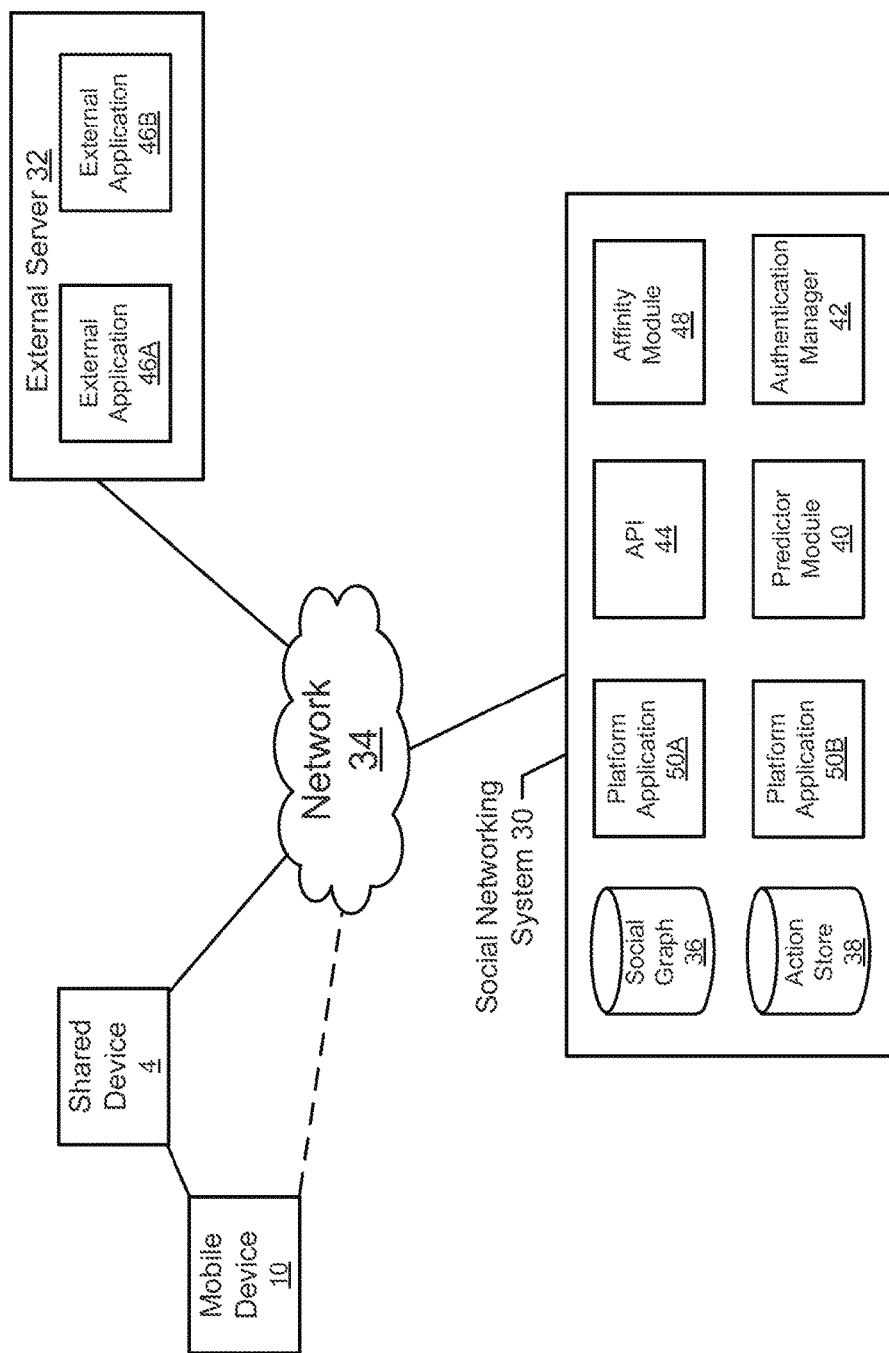 Mobile
Device
10
Shared
Device
4
Network
34
External Server 32
External
Application
46A
External
Application
46B
Social Networking
System 30
Social
Graph
36
Platform
Application
50A
API
44
Affinity
Module
48
Action
Store
38
Platform
Application
50B
Predictor
Module
40
Authentication
Manager
42